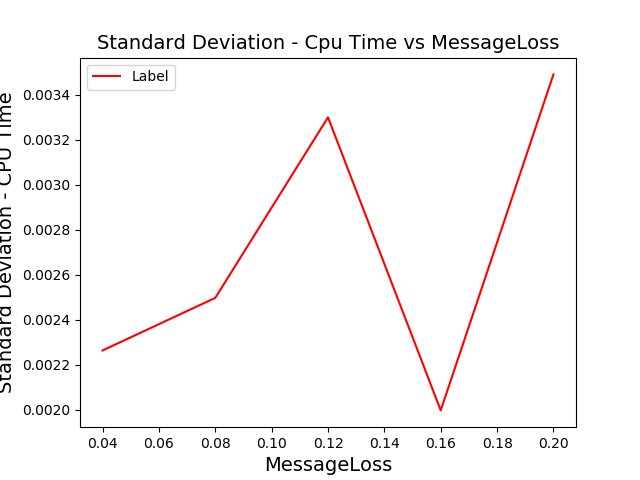 Standard Deviation - Cpu Time vs MessageLoss
Label
Standard Deviation - CPU Time
0.0034
0.0032
0.0030
0.0028
0.0026
0.0024
0.0022
0.0020
0.04 0.06 0.08 0.10 0.12 0.14 0.16 0.18 0.20
MessageLoss